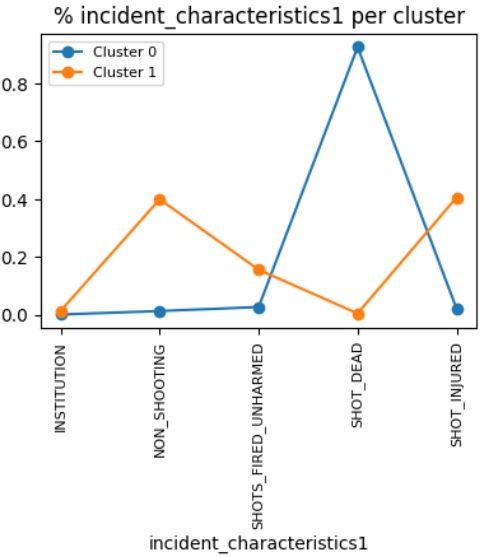 % incident_characteristics1 per cluster
Cluster 0
Cluster 1
0.8
0.6
0.4
0.2
0.0
INSTITUTION
NON_SHOOTING
SHOTS_FIRED_UNHARMED
SHOT_DEAD
SHOT_INJURED
incident_characteristics1